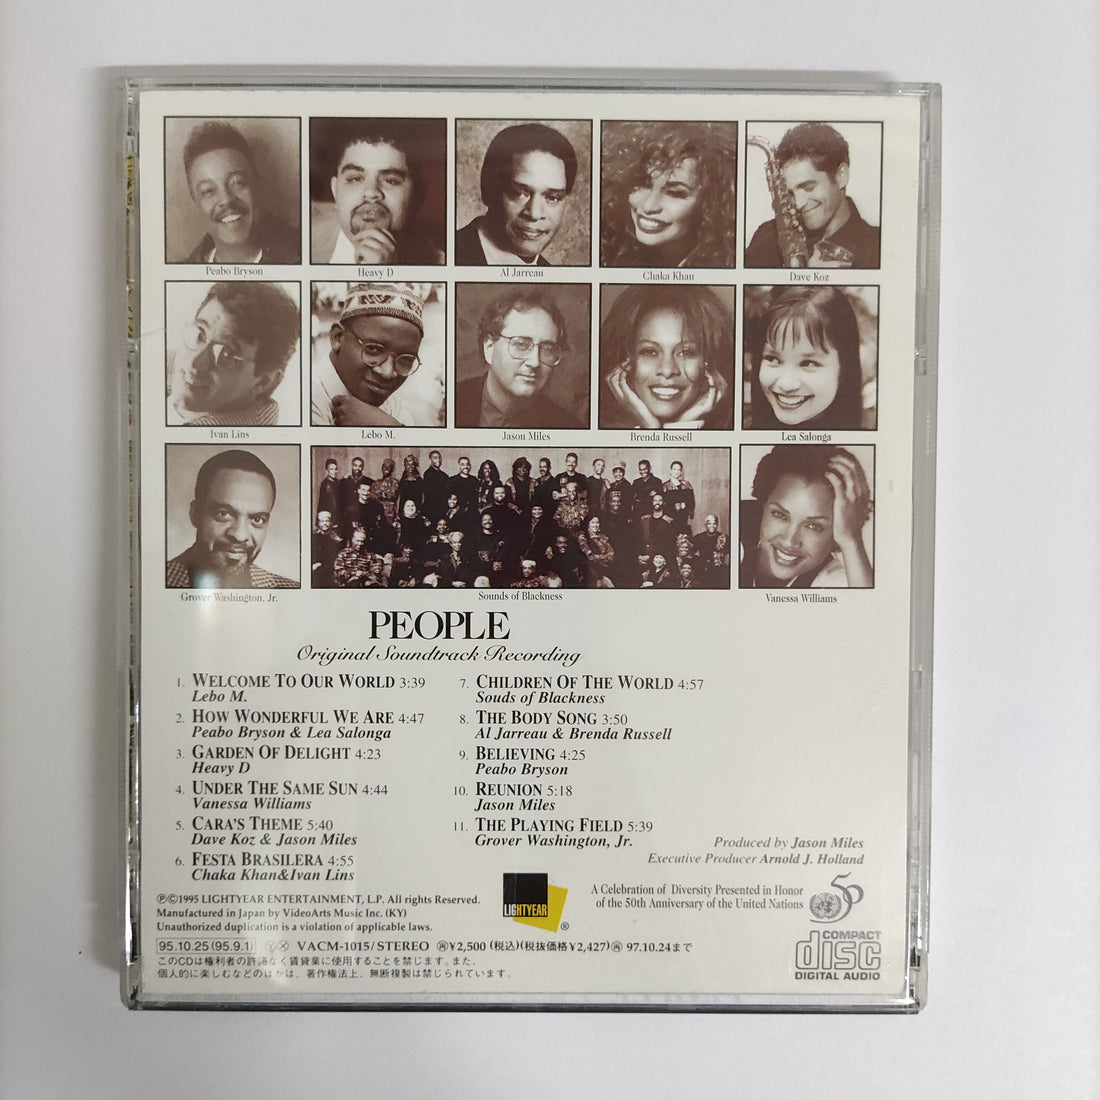 Peabo Bryson
Heavy D
Al Jarreau
Chaka Khan
Dave Koz
Ivan Lins
Lebo M.
Jason Miles
Brenda Russell
Lea Salonga
Grover Washington, Jr.
Sounds of Blackness
Vanessa Williams
PEOPLE
Original Soundtrack Recording
1. WELCOME TO OUR WORLD 3:39
Lebo M.
2. HOW WONDERFUL WE ARE 4:47
Peabo Bryson & Lea Salonga
3. GARDEN OF DELIGHT 4:23
Heavy D
4. UNDER THE SAME SUN 4:44
Vanessa Williams
5. CARA'S THEME 5:40
Dave Koz & Jason Miles
6. FESTA BRASILERA 4:55
Chaka Khan&Ivan Lins
7. CHILDREN OF THE WORLD 4:57
Souds of Blackness
8. THE BODY SONG 3:50
Al Jarreau & Brenda Russell
9. BELIEVING 4:25
Peabo Bryson
10. REUNION 5:18
Jason Miles
11. THE PLAYING FIELD 5:39
Grover Washington, Jr.
Produced by Jason Miles
Executive Producer Arnold J. Holland
℗©1995 LIGHTYEAR ENTERTAINMENT, L.P. All rights Reserved.
Manufactured in Japan by VideoArts Music Inc. (KY)
Unauthorized duplication is a violation of applicable laws.
LIGHTYEAR ®
A Celebration of Diversity Presented in Honor
of the 50th Anniversary of the United Nations
50
95.10.25 (95.9.1) Ⓨ Ⓧ VACM-1015/STEREO ㊢¥2,500 (税込)(税抜価格¥2,427)㊢ 97.10.24まで
このCDは権利者の許諾なく賃貸業に使用することを禁じます。また、
個人的に楽しむなどのほかは、著作権法上、無断複製は禁じられています。
COMPACT
disc
DIGITAL AUDIO